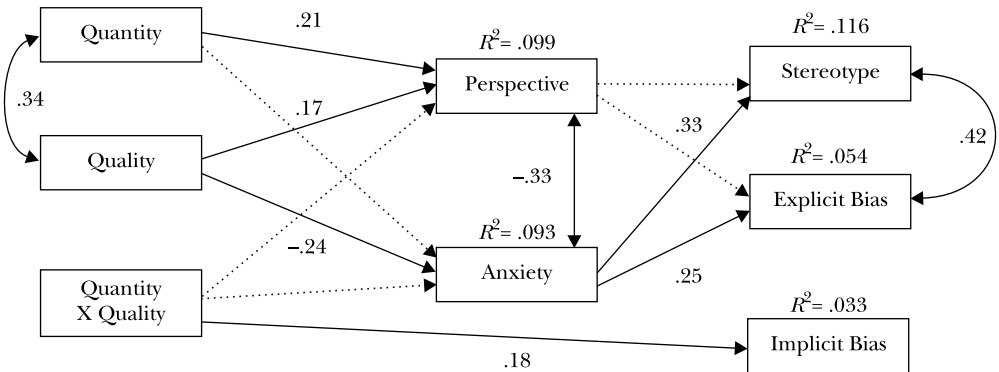 Quantity
.34
Quality
Quantity
X Quality
.21
.17
–.24
.18
R²= .099
Perspective
–.33
R²= .093
Anxiety
.33
.25
R²= .116
Stereotype
.42
R²= .054
Explicit Bias
R²= .033
Implicit Bias